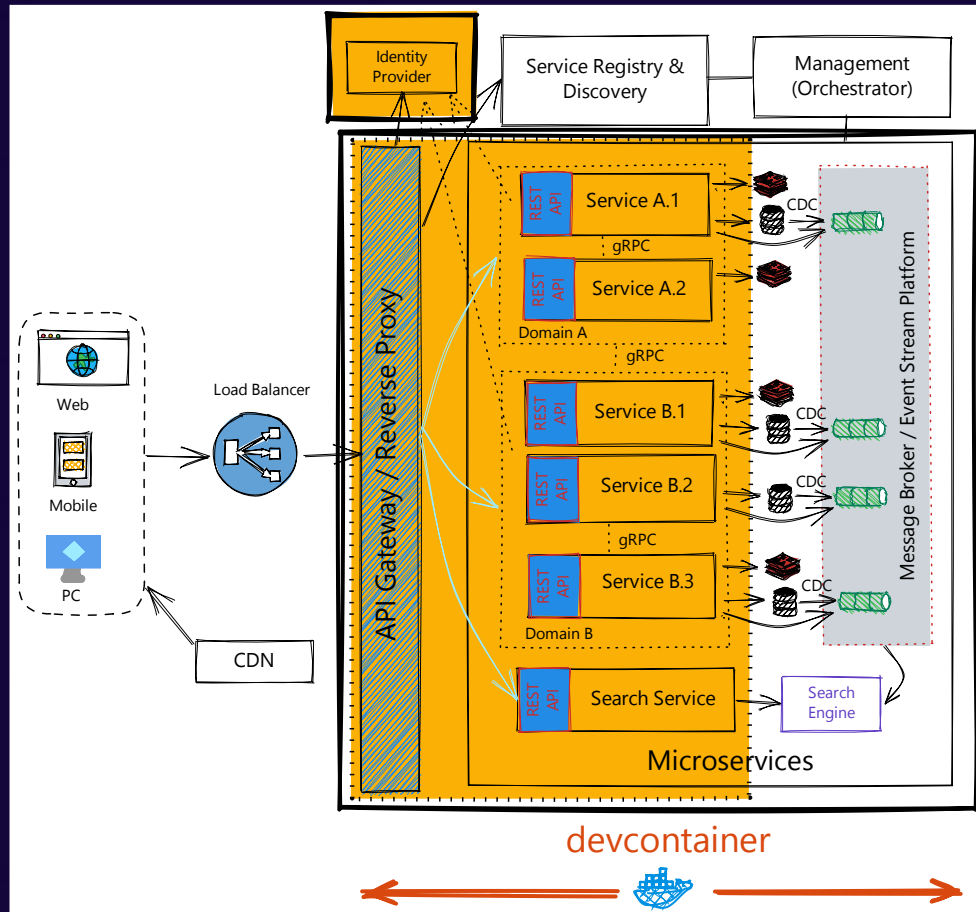 Identity
Provider
Service Registry &
Discovery
Management
(Orchestrator)
API Gateway / Reverse Proxy
REST
API
Service A.1
CDC
gRPC
REST
API
Service A.2
Domain A
gRPC
REST
API
Service B.1
CDC
REST
API
Service B.2
CDC
gRPC
REST
API
Service B.3
CDC
Domain B
Message Broker / Event Stream Platform
REST
API
Search Service
Search
Engine
Microservices
Web
Mobile
PC
Load Balancer
CDN
devcontainer